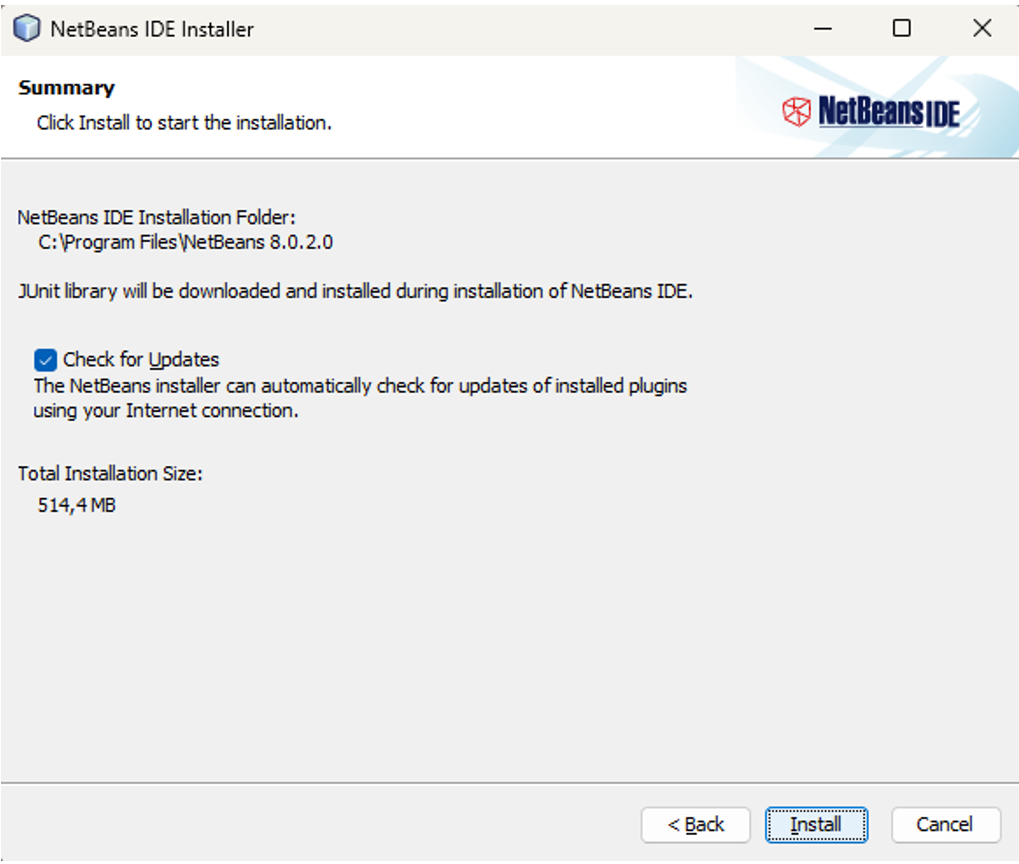 NetBeans IDE Installer
Summary
Click Install to start the installation.
NetBeans IDE
NetBeans IDE Installation Folder:
C:\Program Files\NetBeans 8.0.2.0
JUnit library will be downloaded and installed during installation of NetBeans IDE.
Check for Updates
The NetBeans installer can automatically check for updates of installed plugins
using your Internet connection.
Total Installation Size:
514,4 MB
< Back
Install
Cancel